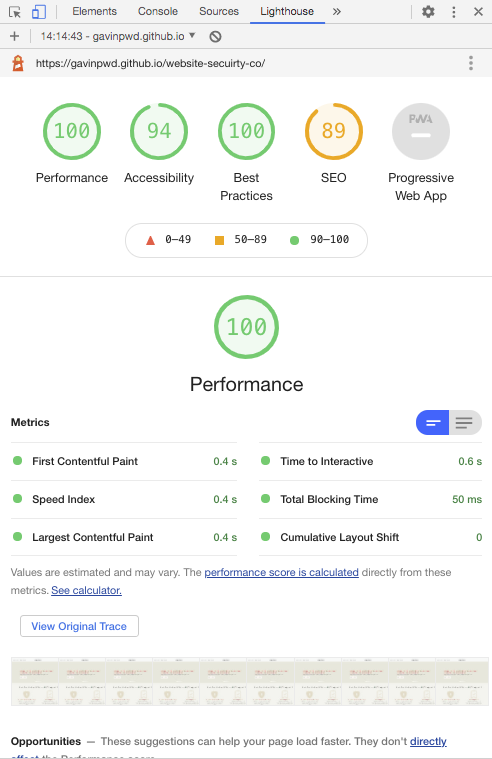 Elements Console Sources Lighthouse »
14:14:43 - gavinpwd.github.io
https://gavinpwd.github.io/website-secuirty-co/
100 94 100 89 PWA
Performance Accessibility Best Practices SEO Progressive Web App
0–49 50–89 90–100
100
Performance
Metrics
First Contentful Paint 0.4 s
Time to Interactive 0.6 s
Speed Index 0.4 s
Total Blocking Time 50 ms
Largest Contentful Paint 0.4 s
Cumulative Layout Shift 0
Values are estimated and may vary. The performance score is calculated directly from these
metrics. See calculator.
View Original Trace
Opportunities — These suggestions can help your page load faster. They don't directly
affect the Performance score.